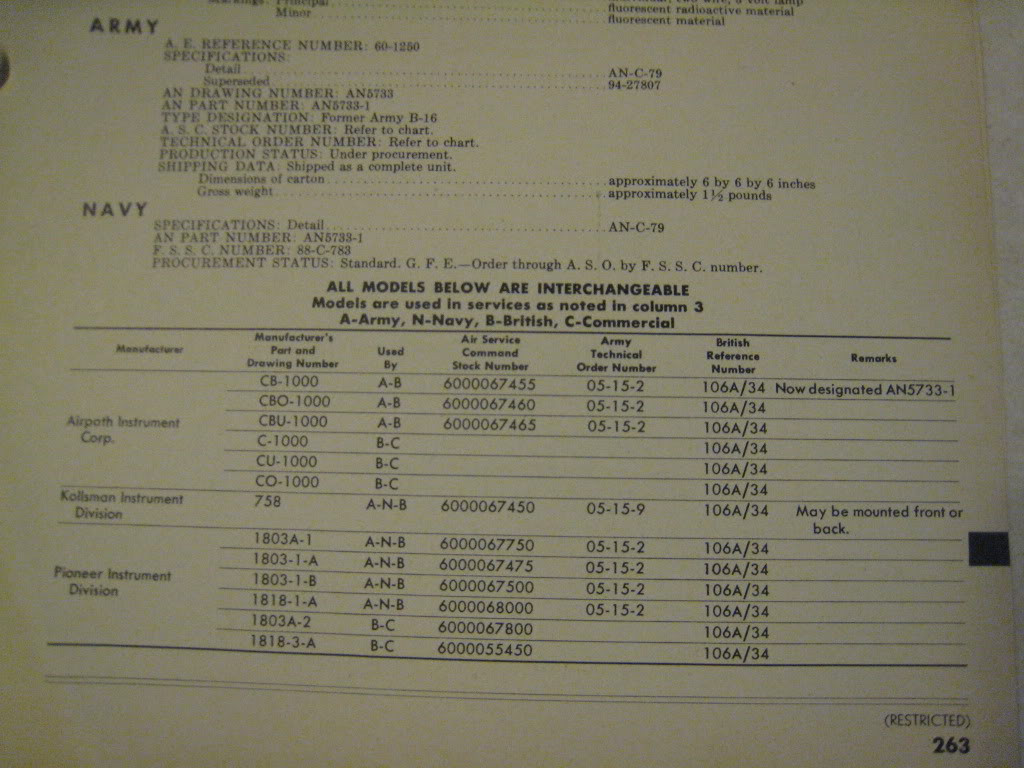 Markings: Principal
fluorescent radioactive material
Minor
fluorescent material
ARMY
A. E. REFERENCE NUMBER: 60-1250
SPECIFICATIONS:
Detail AN-C-79
Superseded 94-27807
AN DRAWING NUMBER: AN5733
AN PART NUMBER: AN5733-1
TYPE DESIGNATION: Former Army B-16
A. S. C. STOCK NUMBER: Refer to chart.
TECHNICAL ORDER NUMBER: Refer to chart.
PRODUCTION STATUS: Under procurement.
SHIPPING DATA: Shipped as a complete unit.
Dimensions of carton approximately 6 by 6 by 6 inches
Gross weight approximately 1½ pounds
NAVY
SPECIFICATIONS: Detail AN-C-79
AN PART NUMBER: AN5733-1
F. S. S. C. NUMBER: 88-C-783
PROCUREMENT STATUS: Standard. G. F. E.—Order through A. S. O. by F. S. S. C. number.
ALL MODELS BELOW ARE INTERCHANGEABLE
Models are used in services as noted in column 3
A-Army, N-Navy, B-British, C-Commercial
Manufacturer
Manufacturer's
Part and
Drawing Number
Used
By
Air Service
Command
Stock Number
Army
Technical
Order Number
British
Reference
Number
Remarks
Airpath Instrument
Corp.
CB-1000 A-B 6000067455 05-15-2 106A/34 Now designated AN5733-1
CBO-1000 A-B 6000067460 05-15-2 106A/34
CBU-1000 A-B 6000067465 05-15-2 106A/34
C-1000 B-C 106A/34
CU-1000 B-C 106A/34
CO-1000 B-C 106A/34
Kollsman Instrument
Division
758 A-N-B 6000067450 05-15-9 106A/34 May be mounted front or
back.
Pioneer Instrument
Division
1803A-1 A-N-B 6000067750 05-15-2 106A/34
1803-1-A A-N-B 6000067475 05-15-2 106A/34
1803-1-B A-N-B 6000067500 05-15-2 106A/34
1818-1-A A-N-B 6000068000 05-15-2 106A/34
1803A-2 B-C 6000067800 106A/34
1818-3-A B-C 6000055450 106A/34
(RESTRICTED)
263